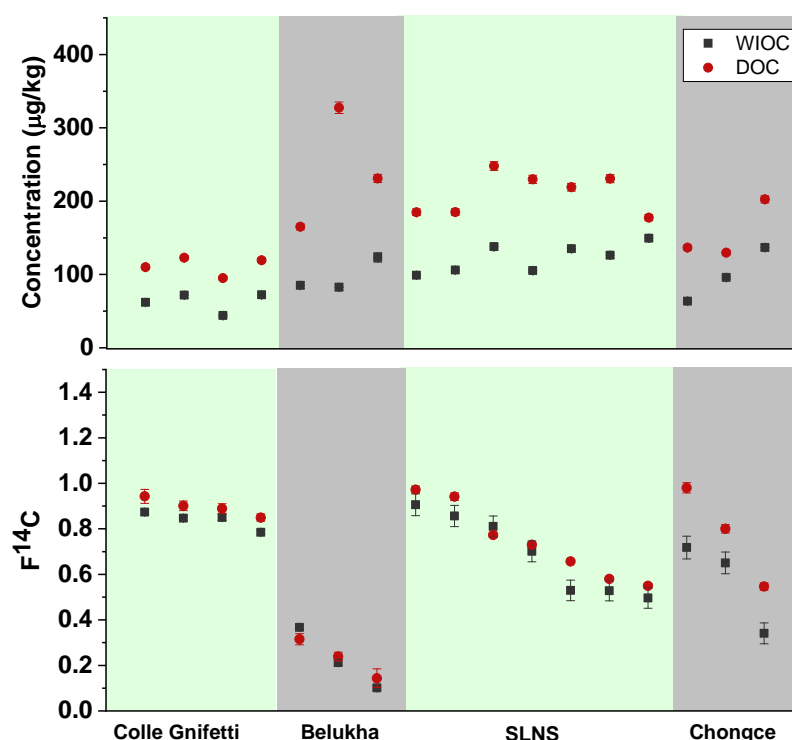 400
300
200
100
0
Concentration (µg/kg)
WIOC
DOC
1.4
1.2
1.0
0.8
0.6
0.4
0.2
0.0
F¹⁴C
Colle Gnifetti Belukha SLNS Chongce